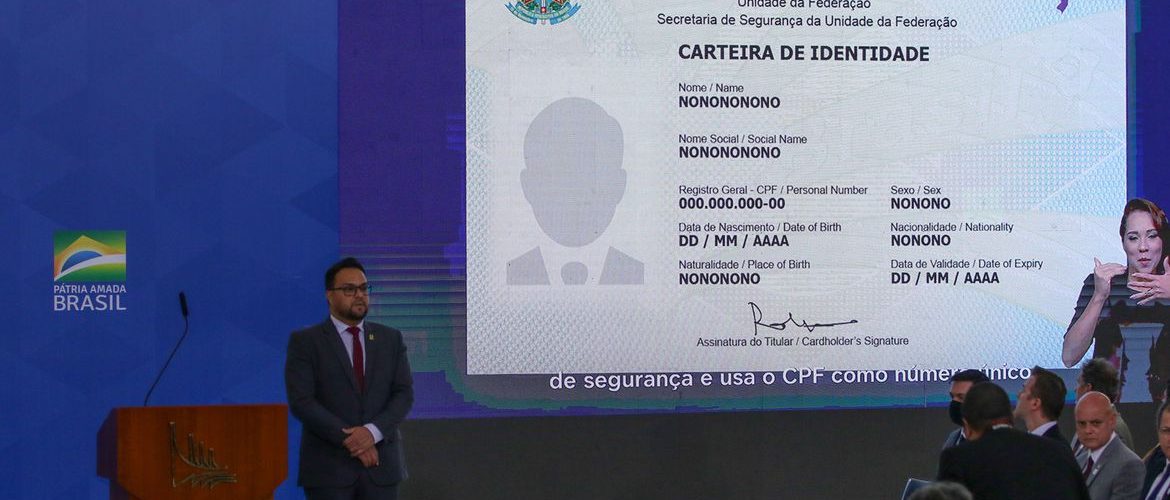 Unidade da Federação
Secretaria de Segurança da Unidade da Federação
CARTEIRA DE IDENTIDADE
Nome / Name
NONONONONO
Nome Social / Social Name
NONONONONO
Registro Geral - CPF / Personal Number
000.000.000-00
Sexo / Sex
NONONO
Data de Nascimento / Date of Birth
DD / MM / AAAA
Nacionalidade / Nationality
NONONO
Naturalidade / Place of Birth
NONONONO
Data de Validade / Date of Expiry
DD / MM / AAAA
Assinatura do Titular / Cardholder's Signature
de segurança e usa o CPF como número único
PÁTRIA AMADA
BRASIL